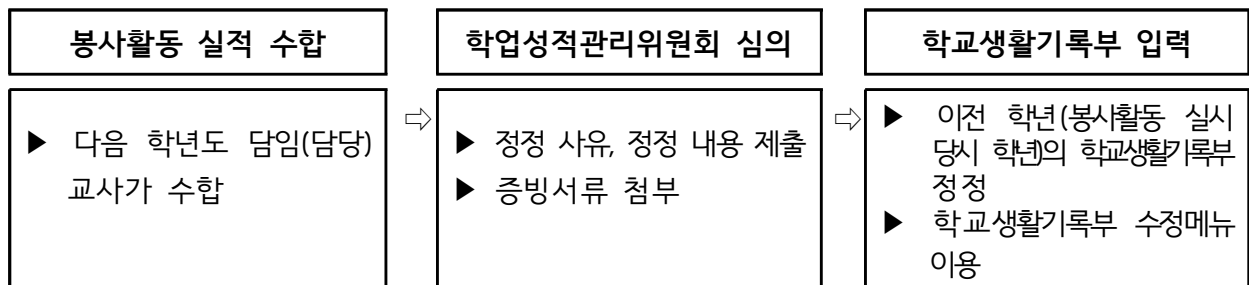 봉사활동 실적 수합
▶ 다음 학년도 담임(담당)
교사가 수합
⇨
학업성적관리위원회 심의
▶ 정정 사유, 정정 내용 제출
▶ 증빙서류 첨부
⇨
학교생활기록부 입력
▶ 이전 학년(봉사활동 실시
당시 학년)의 학교생활기록부
정정
▶ 학교생활기록부 수정메뉴
이용